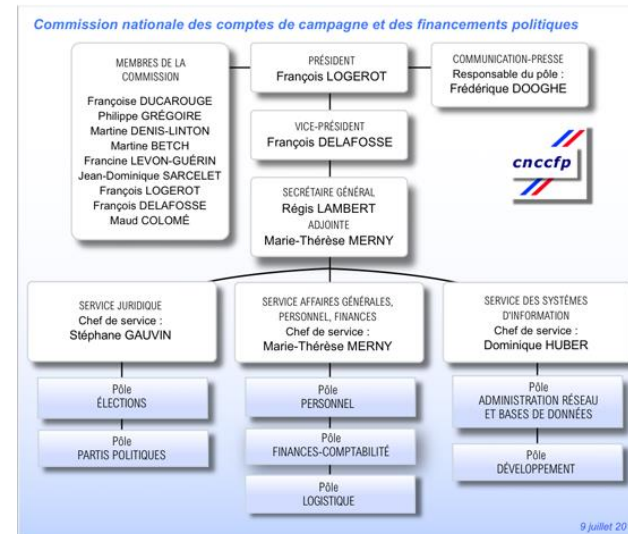 Commission nationale des comptes de campagne et des financements politiques
MEMBRES DE LA
COMMISSION
Françoise DUCAROUGE
Philippe GRÉGOIRE
Martine DENIS-LINTON
Martine BETCH
Francine LEVON-GUÉRIN
Jean-Dominique SARCELET
François LOGEROT
François DELAFOSSE
Maud COLOMÉ
PRÉSIDENT
François LOGEROT
COMMUNICATION-PRESSE
Responsable du pôle :
Frédérique DOOGHE
VICE-PRÉSIDENT
François DELAFOSSE
cnccfp
SECRÉTAIRE GÉNÉRAL
Régis LAMBERT
ADJOINTE
Marie-Thérèse MERNY
SERVICE JURIDIQUE
Chef de service :
Stéphane GAUVIN
Pôle
ÉLECTIONS
Pôle
PARTIS POLITIQUES
SERVICE AFFAIRES GÉNÉRALES,
PERSONNEL, FINANCES
Chef de service :
Marie-Thérèse MERNY
Pôle
PERSONNEL
Pôle
FINANCES-COMPTABILITÉ
Pôle
LOGISTIQUE
SERVICE DES SYSTÈMES
D'INFORMATION
Chef de service :
Dominique HUBER
Pôle
ADMINISTRATION RÉSEAU
ET BASES DE DONNÉES
Pôle
DÉVELOPPEMENT
9 juillet 20